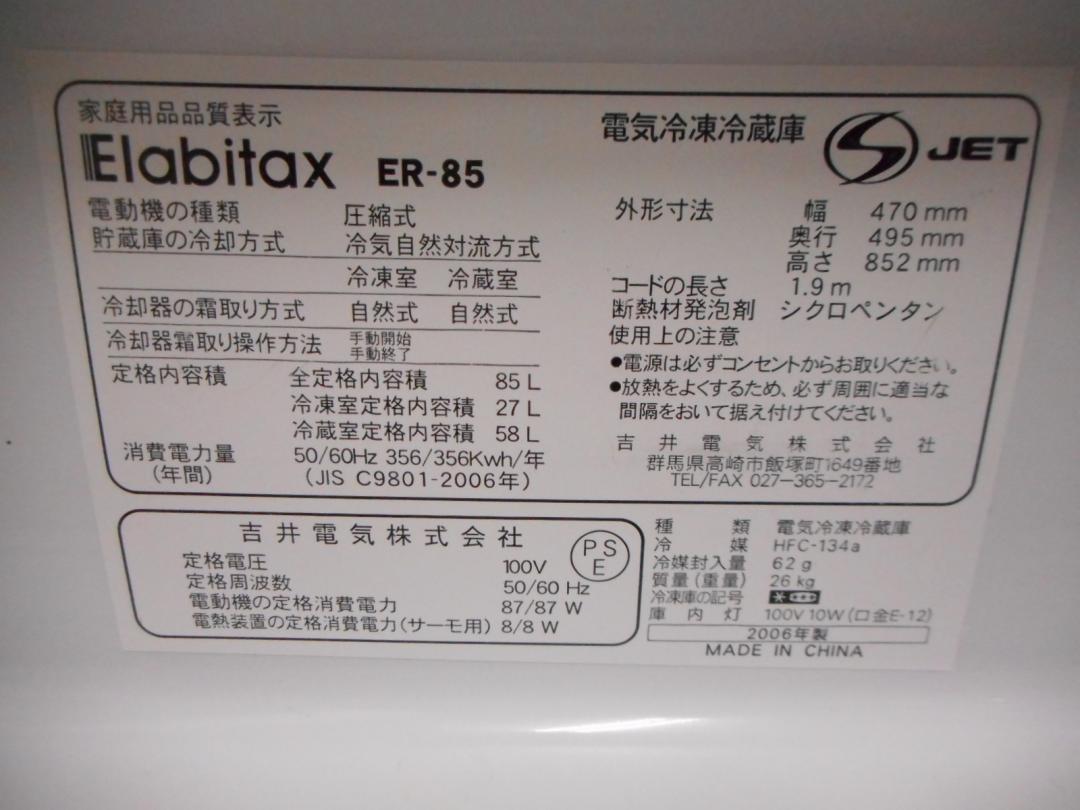 家庭用品品質表示
Elabitax ER-85
電動機の種類 圧縮式
貯蔵庫の冷却方式 冷気自然対流方式
冷凍室 冷蔵室
冷却器の霜取り方式 自然式 自然式
冷却器霜取り操作方法 手動開始
手動終了
定格内容積 全定格内容積 85 L
冷凍室定格内容積 27 L
冷蔵室定格内容積 58 L
消費電力量 50/60Hz 356/356Kwh/年
(年間) (JIS C9801-2006年)
電気冷凍冷蔵庫 S JET
外形寸法 幅 470 mm
奥行 495 mm
高さ 852 mm
コードの長さ 1.9 m
断熱材発泡剤 シクロペンタン
使用上の注意
●電源は必ずコンセントからお取りください。
●放熱をよくするため、必ず周囲に適当な
間隔をおいて据え付けてください。
吉井電気株式会社
群馬県高崎市飯塚町1649番地
TEL/FAX 027-365-2172
吉井電気株式会社
PS
E
定格電圧 100V
定格周波数 50/60 Hz
電動機の定格消費電力 87/87 W
電熱装置の定格消費電力(サーモ用) 8/8 W
種類 電気冷凍冷蔵庫
冷媒 HFC-134a
冷媒封入量 62 g
質量(重量) 26 kg
冷凍庫の記号 * ***
庫内灯 100V 10W(口金E-12)
2006年製
MADE IN CHINA